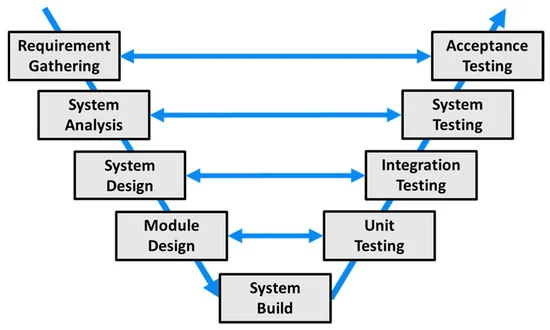 Requirement
Gathering
Acceptance
Testing
System
Analysis
System
Testing
System
Design
Integration
Testing
Module
Design
Unit
Testing
System
Build